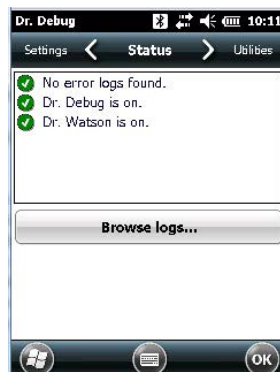 Dr. Debug 10:11
Settings Status Utilities
No error logs found.
Dr. Debug is on.
Dr. Watson is on.
Browse logs...
OK